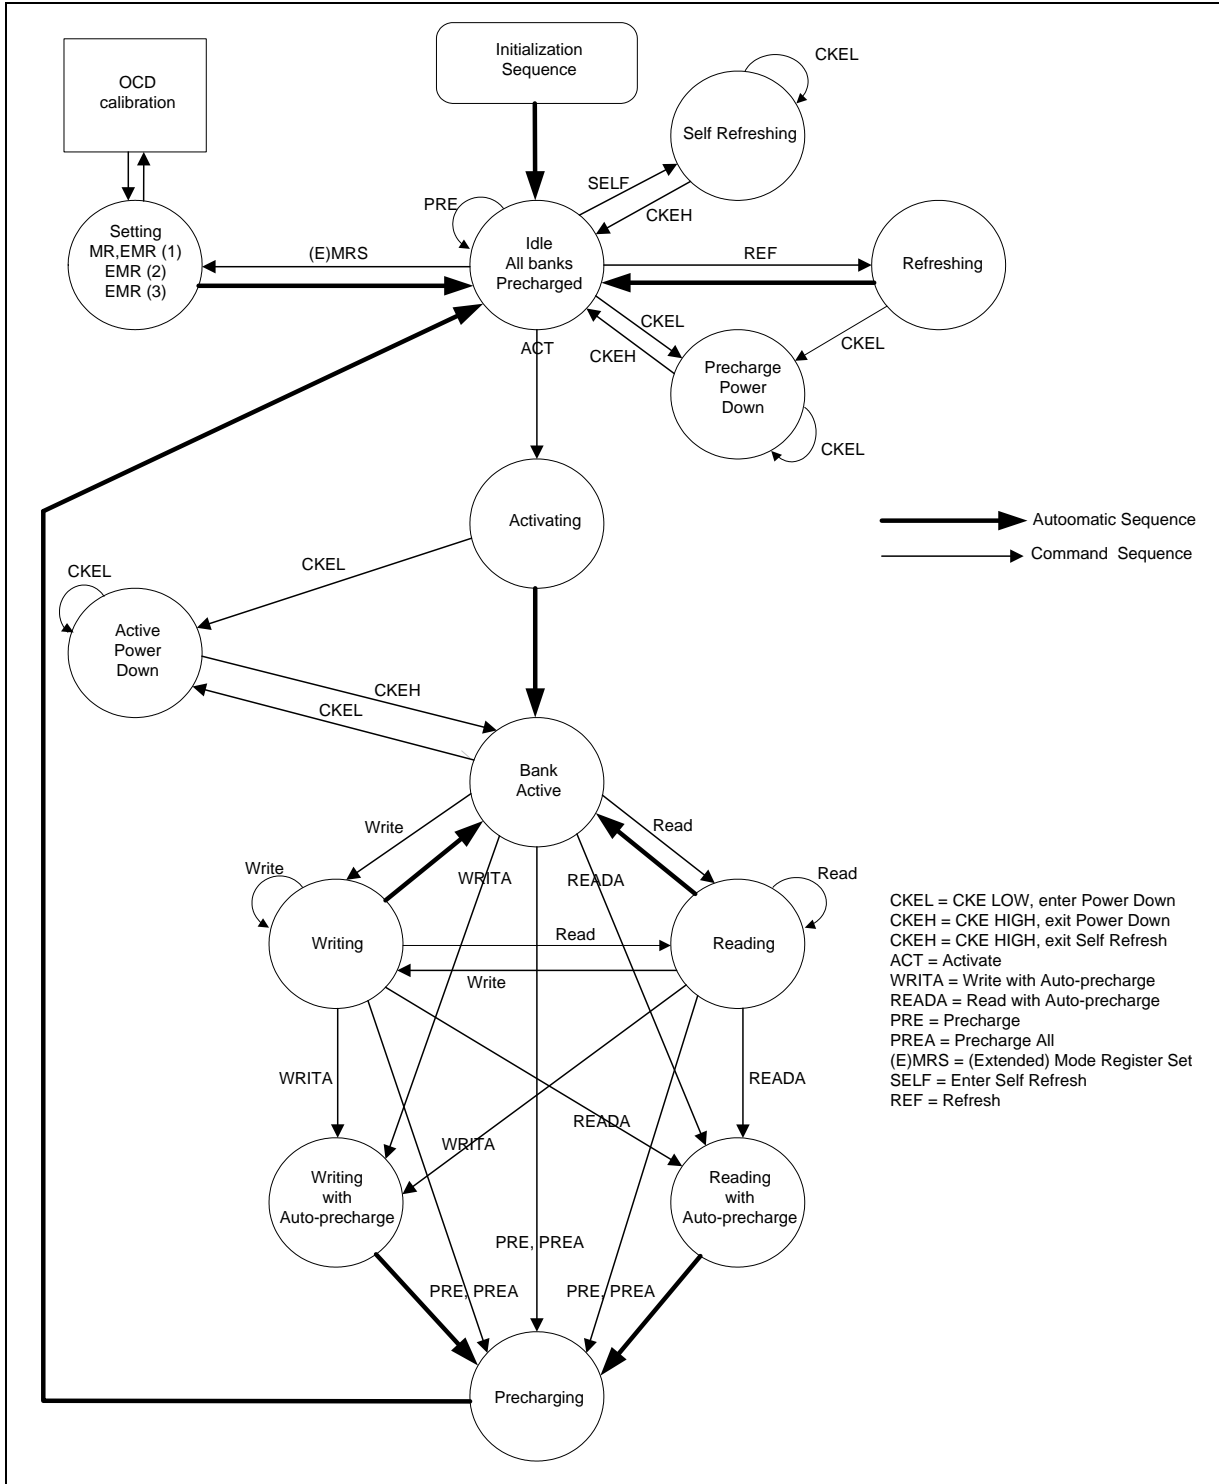 Initialization
Sequence
OCD
calibration
CKEL
Self Refreshing
SELF
CKEH
PRE
Setting
MR,EMR (1)
EMR (2)
EMR (3)
(E)MRS
Idle
All banks
Precharged
REF
Refreshing
CKEL
CKEH
CKEL
ACT
Precharge
Power
Down
CKEL
Activating
Autoomatic Sequence
Command Sequence
CKEL
CKEL
Active
Power
Down
CKEH
CKEL
Bank
Active
Write
Read
Write
WRITA
READA
Read
Writing
Read
Reading
Write
CKEL = CKE LOW, enter Power Down
CKEH = CKE HIGH, exit Power Down
CKEH = CKE HIGH, exit Self Refresh
ACT = Activate
WRITA = Write with Auto-precharge
READA = Read with Auto-precharge
PRE = Precharge
PREA = Precharge All
(E)MRS = (Extended) Mode Register Set
SELF = Enter Self Refresh
REF = Refresh
WRITA
READA
WRITA
READA
Writing
with
Auto-precharge
Reading
with
Auto-precharge
PRE, PREA
PRE, PREA
PRE, PREA
Precharging